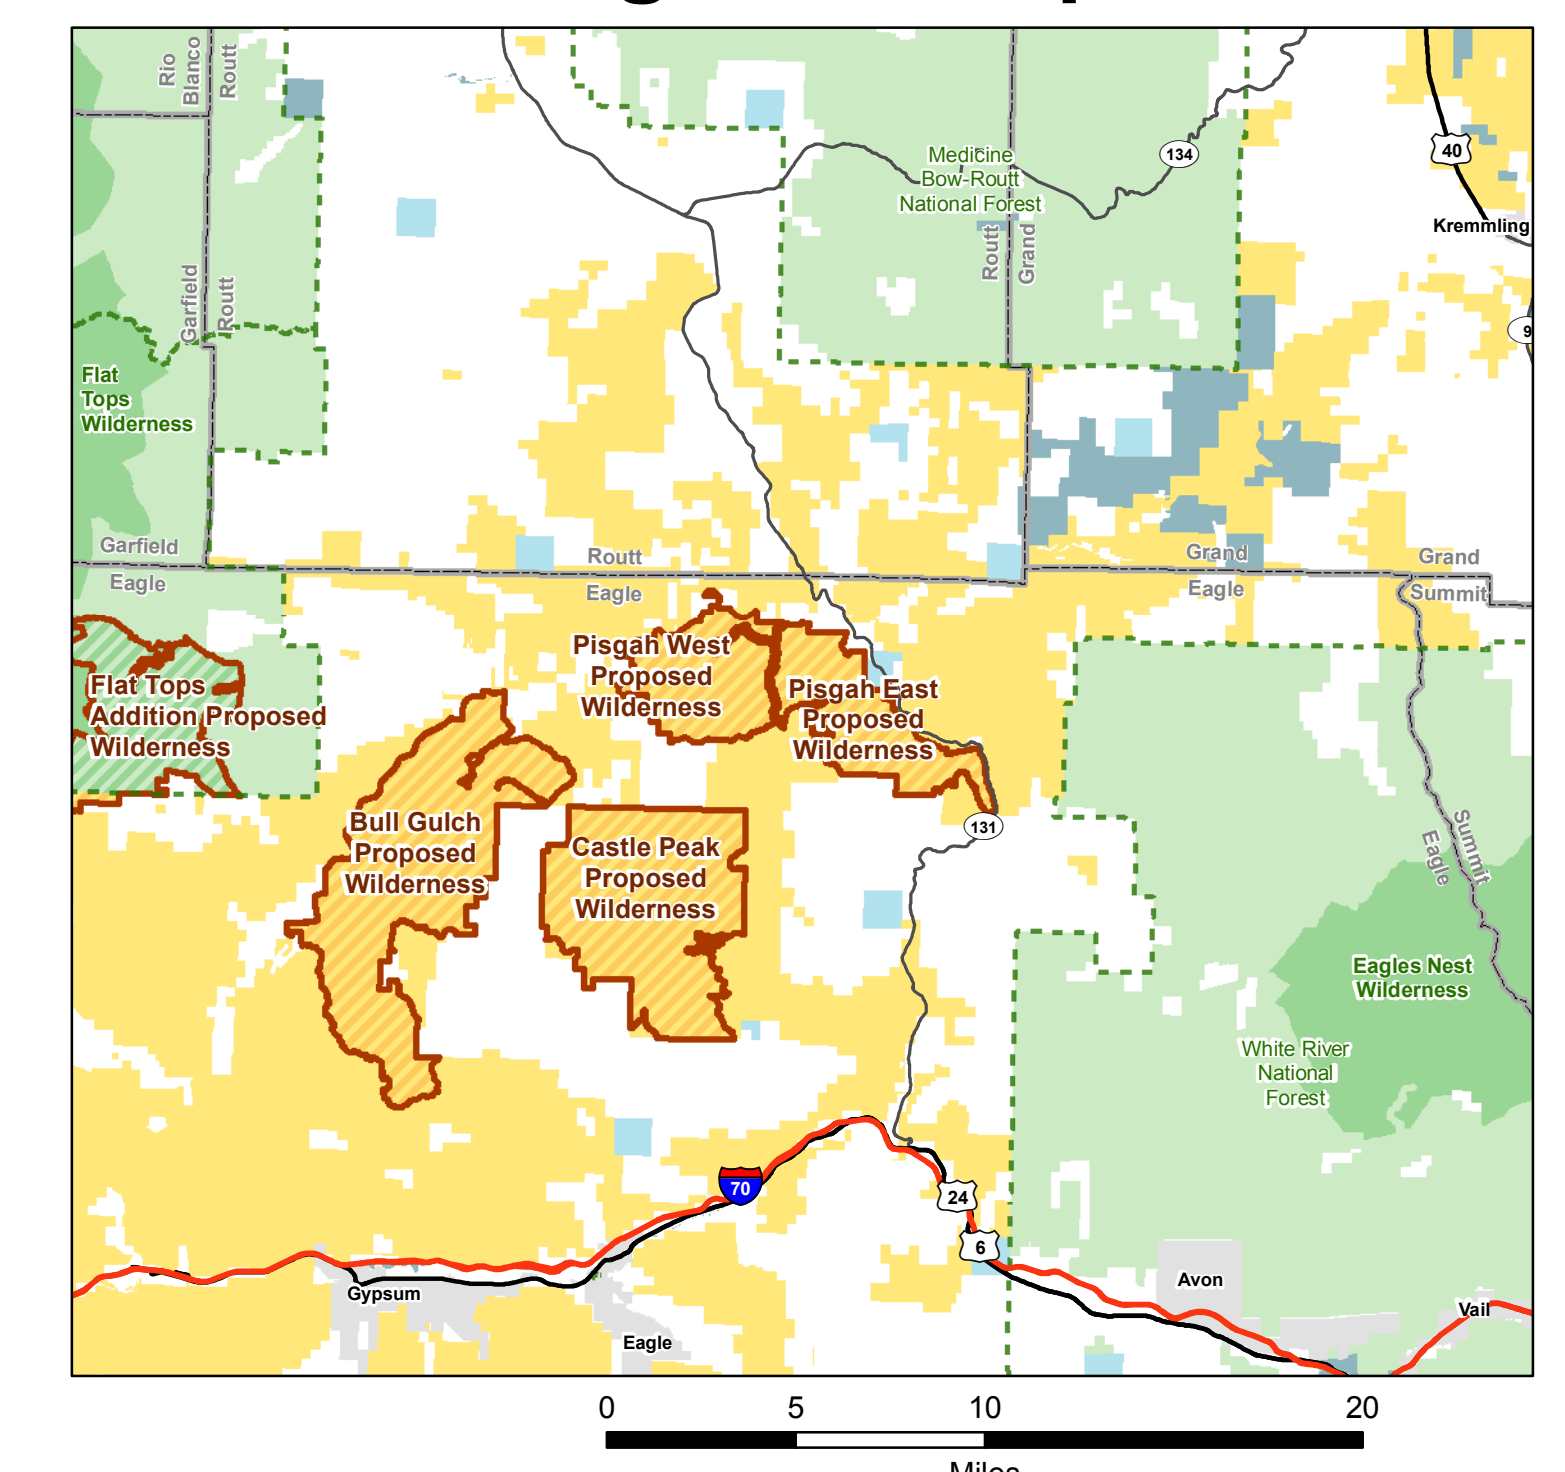 Rio
Blanco
Routt
134
40
Medicine
Bow-Routt
National Forest
Kremmling
Routt
Grand
Garfield
Routt
9
Flat
Tops
Wilderness
Garfield
Eagle
Routt
Eagle
Grand
Eagle
Grand
Summit
Pisgah West
Proposed
Wilderness
Pisgah East
Proposed
Wilderness
Flat Tops
Addition Proposed
Wilderness
Bull Gulch
Proposed
Wilderness
Castle Peak
Proposed
Wilderness
131
Summit
Eagle
Eagles Nest
Wilderness
White River
National
Forest
70
24
6
Gypsum
Eagle
Avon
Vail
0 5 10 20
Miles